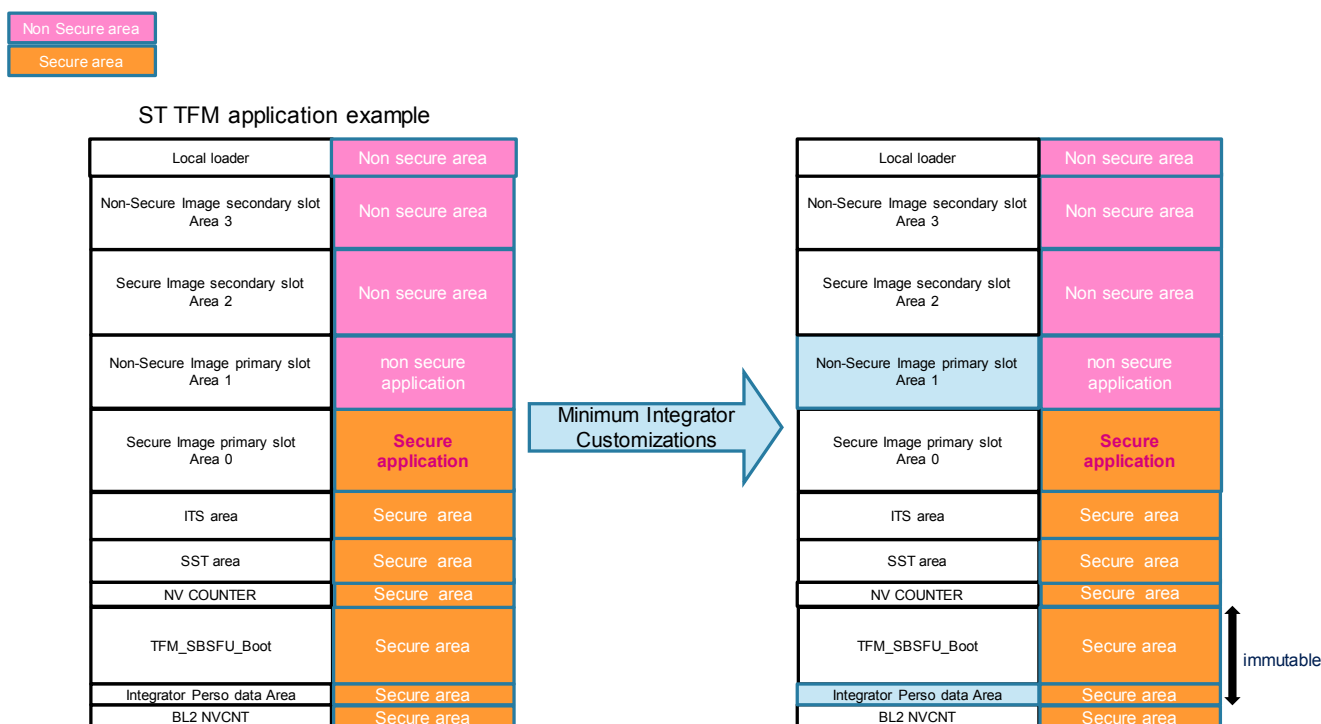 Non Secure area
Secure area
ST TFM application example
Local loader
Non secure area
Non-Secure Image secondary slot
Area 3
Non secure area
Secure Image secondary slot
Area 2
Non secure area
Non-Secure Image primary slot
Area 1
non secure
application
Secure Image primary slot
Area 0
Secure
application
ITS area
Secure area
SST area
Secure area
NV COUNTER
Secure area
TFM_SBSFU_Boot
Secure area
Integrator Perso data Area
Secure area
BL2 NVCNT
Secure area
Minimum Integrator
Customizations
Local loader
Non secure area
Non-Secure Image secondary slot
Area 3
Non secure area
Secure Image secondary slot
Area 2
Non secure area
Non-Secure Image primary slot
Area 1
non secure
application
Secure Image primary slot
Area 0
Secure
application
ITS area
Secure area
SST area
Secure area
NV COUNTER
Secure area
TFM_SBSFU_Boot
Secure area
immutable
Integrator Perso data Area
Secure area
BL2 NVCNT
Secure area